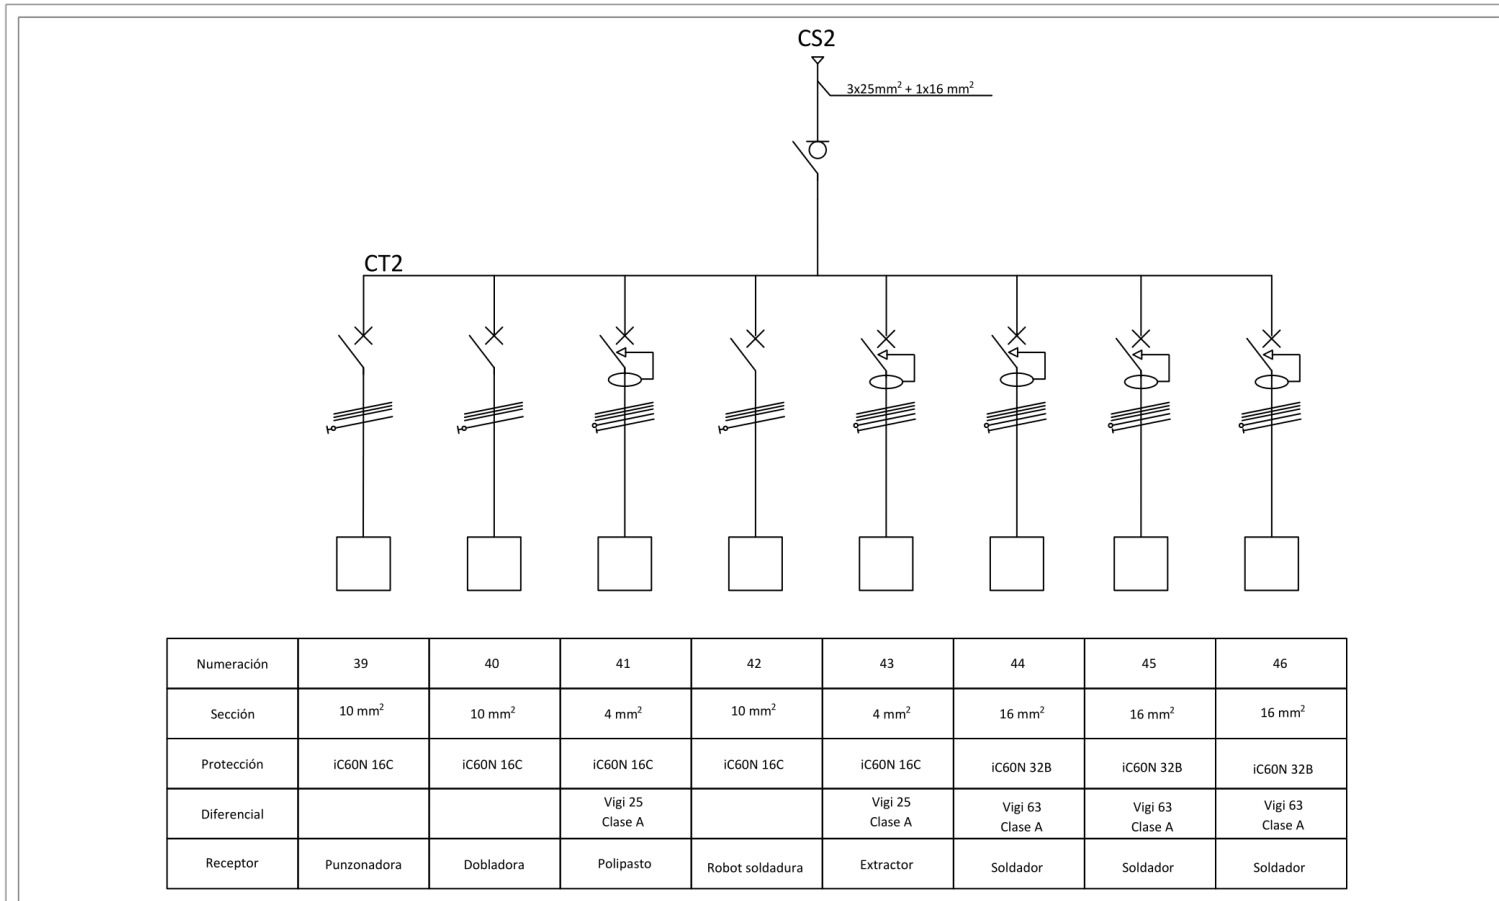 CS2
3x25mm² + 1x16 mm²
CT2
Numeración 39 40 41 42 43 44 45 46
Sección 10 mm² 10 mm² 4 mm² 10 mm² 4 mm² 16 mm² 16 mm² 16 mm²
Protección iC60N 16C iC60N 16C iC60N 16C iC60N 16C iC60N 16C iC60N 32B iC60N 32B iC60N 32B
Diferencial Vigi 25 Clase A Vigi 25 Clase A Vigi 63 Clase A Vigi 63 Clase A Vigi 63 Clase A
Receptor Punzonadora Dobladora Polipasto Robot soldadura Extractor Soldador Soldador Soldador